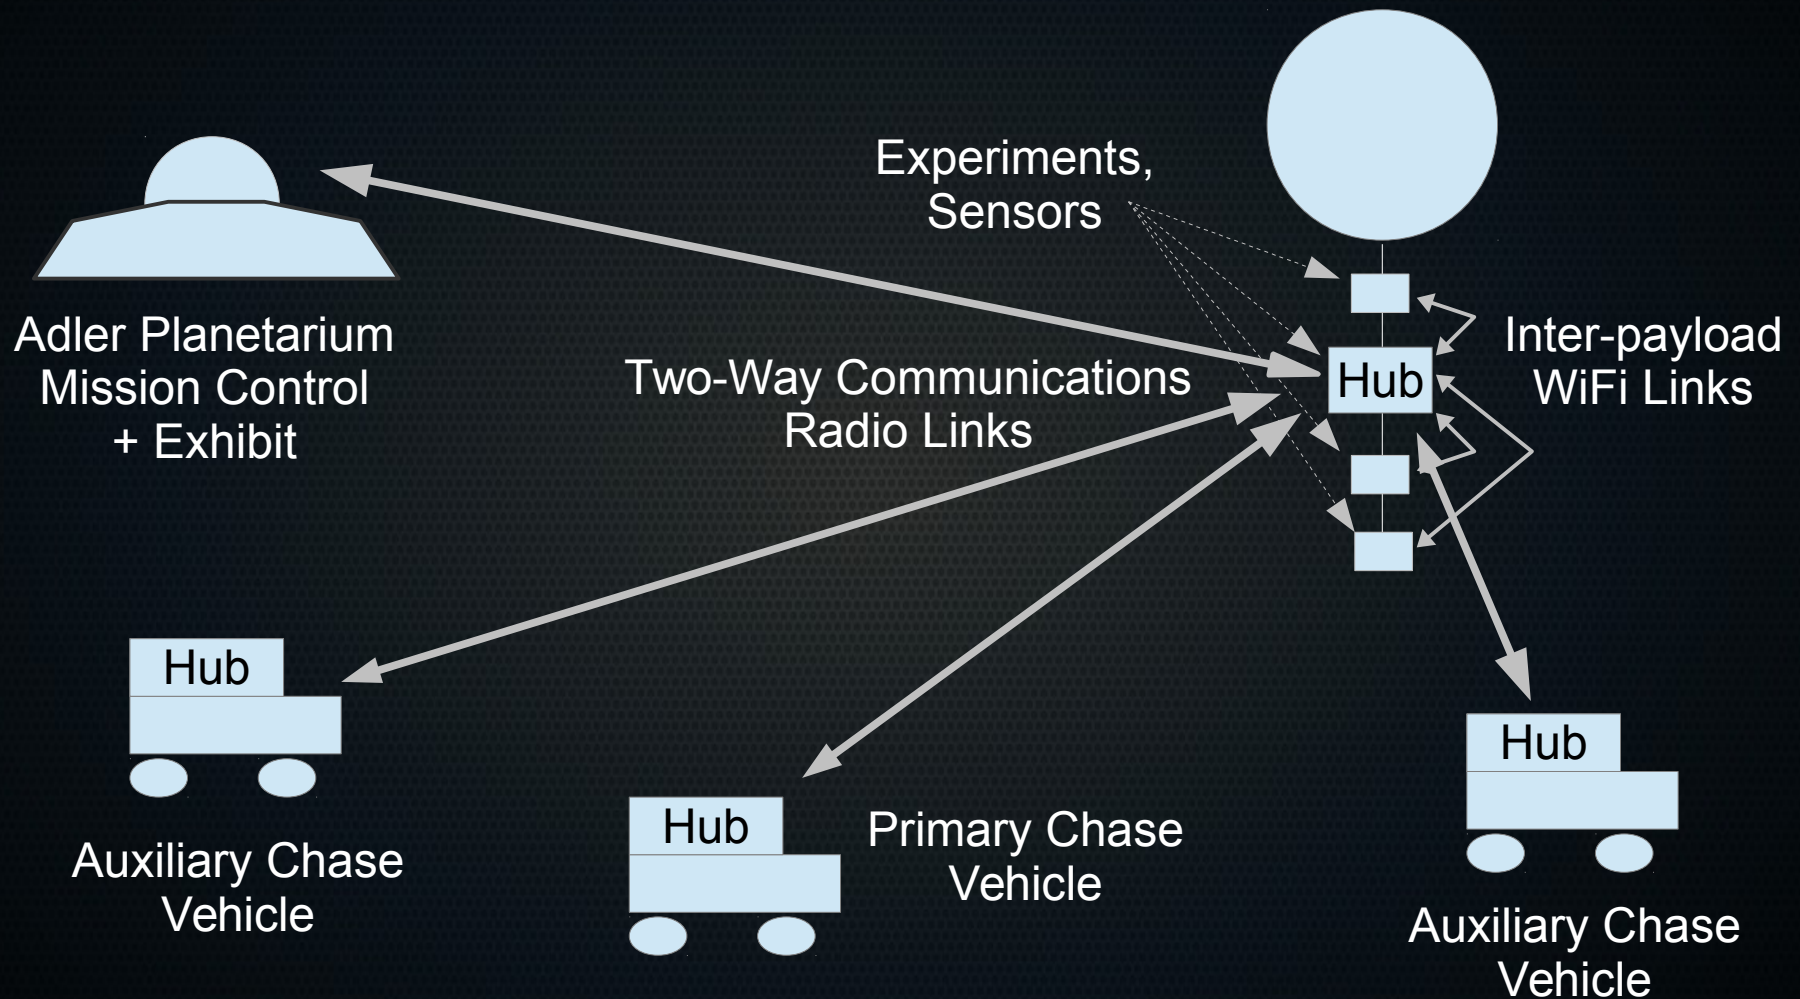 Experiments,
Sensors
Adler Planetarium
Mission Control
+ Exhibit
Two-Way Communications
Radio Links
Hub
Inter-payload
WiFi Links
Hub
Auxiliary Chase
Vehicle
Hub
Primary Chase
Vehicle
Hub
Auxiliary Chase
Vehicle